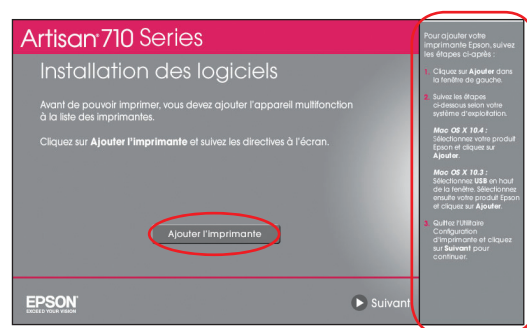 Artisan 710 Series
Installation des logiciels
Avant de pouvoir imprimer, vous devez ajouter l'appareil multifonction
à la liste des imprimantes.
Cliquez sur Ajouter l'imprimante et suivez les directives à l'écran.
Ajouter l'imprimante
EPSON
EXCEED YOUR VISION
Suivant
Pour ajouter votre
imprimante Epson, suivez
les étapes ci-après :
1. Cliquez sur Ajouter dans
la fenêtre de gauche.
2. Suivez les étapes
ci-dessous selon votre
système d'exploitation.
Mac OS X 10.4 :
Sélectionnez votre produit
Epson et cliquez sur
Ajouter.
Mac OS X 10.3 :
Sélectionnez USB en haut
de la fenêtre. Sélectionnez
ensuite votre produit Epson
et cliquez sur Ajouter.
3. Quittez l'Utilitaire
Configuration
d'imprimante et cliquez
sur Suivant pour
continuer.